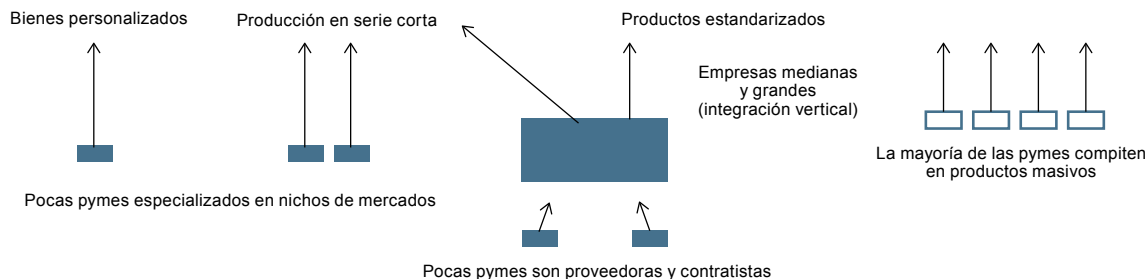 Bienes personalizados
Producción en serie corta
Productos estandarizados
Empresas medianas
y grandes
(integración vertical)
La mayoría de las pymes compiten
en productos masivos
Pocas pymes especializados en nichos de mercados
Pocas pymes son proveedoras y contratistas